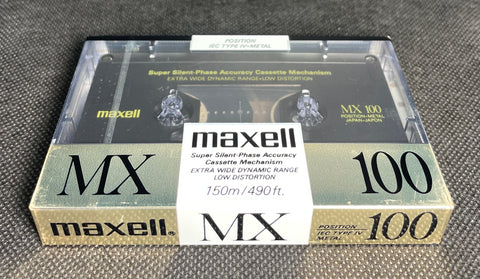 POSITION
IEC TYPE IV•METAL
Super Silent-Phase Accuracy Cassette Mechanism
EXTRA WIDE DYNAMIC RANGE•LOW DISTORTION
maxell
MX 100
POSITION•METAL
JAPAN•JAPON
maxell
Super Silent-Phase Accuracy
Cassette Mechanism
EXTRA WIDE DYNAMIC RANGE
LOW DISTORTION
150m/490ft.
MX
100
maxell®
MX
POSITION
IEC TYPE IV
METAL
100